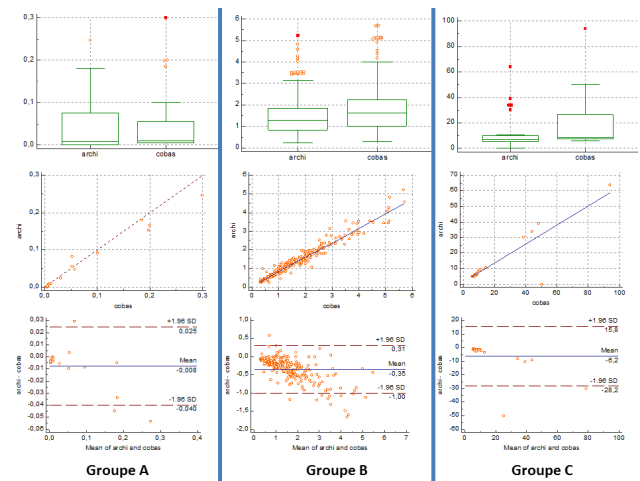 0,3
0,2
0,1
0,0
archi cobas
0,3
0,2
0,1
0,0
archi
0,0 0,1 0,2 0,3
cobas
0,03
0,02
0,01
0,00
-0,01
-0,02
-0,03
-0,04
-0,05
-0,06
archi - cobas
+1.96 SD
0,025
Mean
-0,008
-1.96 SD
-0,040
0,0 0,1 0,2 0,3 0,4
Mean of archi and cobas
Groupe A
6
5
4
3
2
1
0
archi cobas
6
5
4
3
2
1
0
archi
0 1 2 3 4 5 6
cobas
1,0
0,5
0,0
-0,5
-1,0
-1,5
-2,0
archi - cobas
+1.96 SD
0,31
Mean
-0,35
-1.96 SD
-1,00
0 1 2 3 4 5 6 7
Mean of archi and cobas
Groupe B
100
80
60
40
20
0
archi cobas
70
60
50
40
30
20
10
0
archi
0 20 40 60 80 100
cobas
20
10
0
-10
-20
-30
-40
-50
-60
archi - cobas
+1.96 SD
15,8
Mean
-6,2
-1.96 SD
-28,2
0 20 40 60 80 100
Mean of archi and cobas
Groupe C